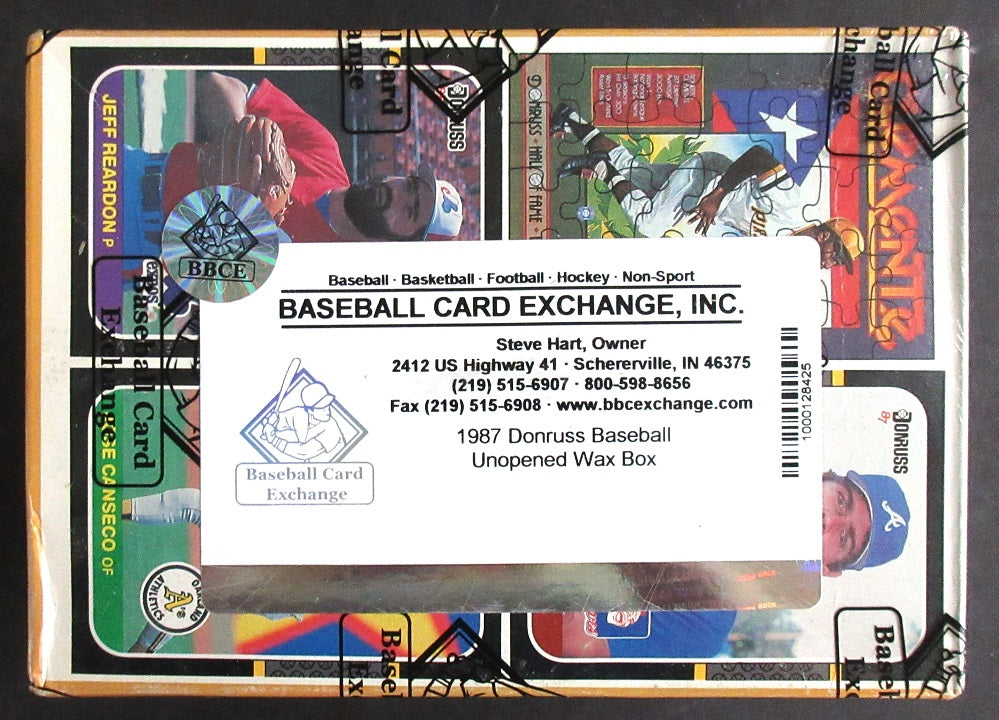 Baseball · Basketball · Football · Hockey · Non-Sport
BASEBALL CARD EXCHANGE, INC.
Steve Hart, Owner
2412 US Highway 41 · Schererville, IN 46375
(219) 515-6907 · 800-598-8656
Fax (219) 515-6908 · www.bbcexchange.com
1987 Donruss Baseball
Unopened Wax Box
Baseball Card
Exchange
1000128425
BBCE
JEFF REARDON P
DONRUSS
DONRUSS HALL OF FAME
CANSECO OF
OAKLAND
A's
ATHLETICS
DONRUSS
87
Baseball Card
Exchange